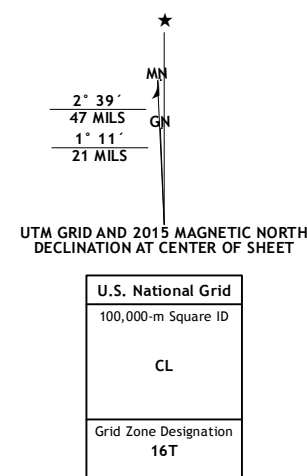 MN
2° 39´
47 MILS
GN
1° 11´
21 MILS
UTM GRID AND 2015 MAGNETIC NORTH
DECLINATION AT CENTER OF SHEET
U.S. National Grid
100,000-m Square ID
CL
Grid Zone Designation
16T